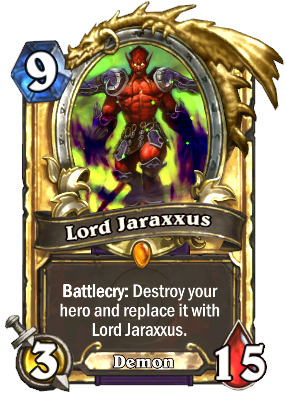 9
Lord Jaraxxus
Battlecry: Destroy your
hero and replace it with
Lord Jaraxxus.
3
Demon
15